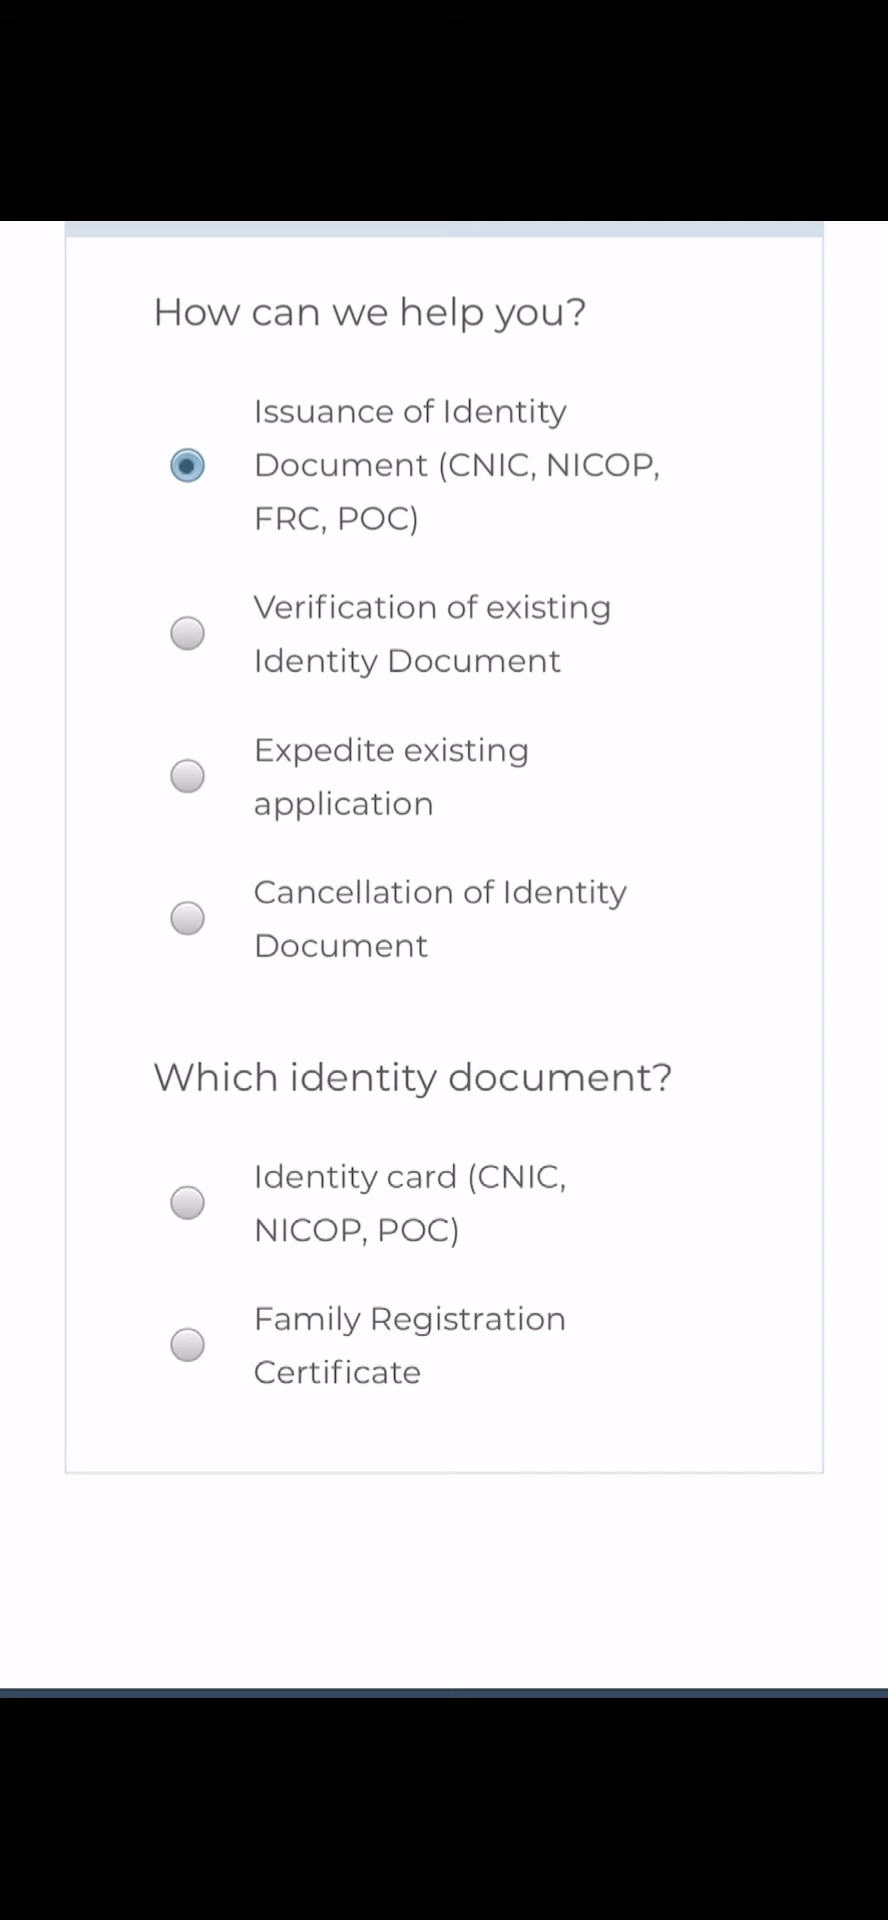 How can we help you?
Issuance of Identity
Document (CNIC, NICOP,
FRC, POC)
Verification of existing
Identity Document
Expedite existing
application
Cancellation of Identity
Document
Which identity document?
Identity card (CNIC,
NICOP, POC)
Family Registration
Certificate